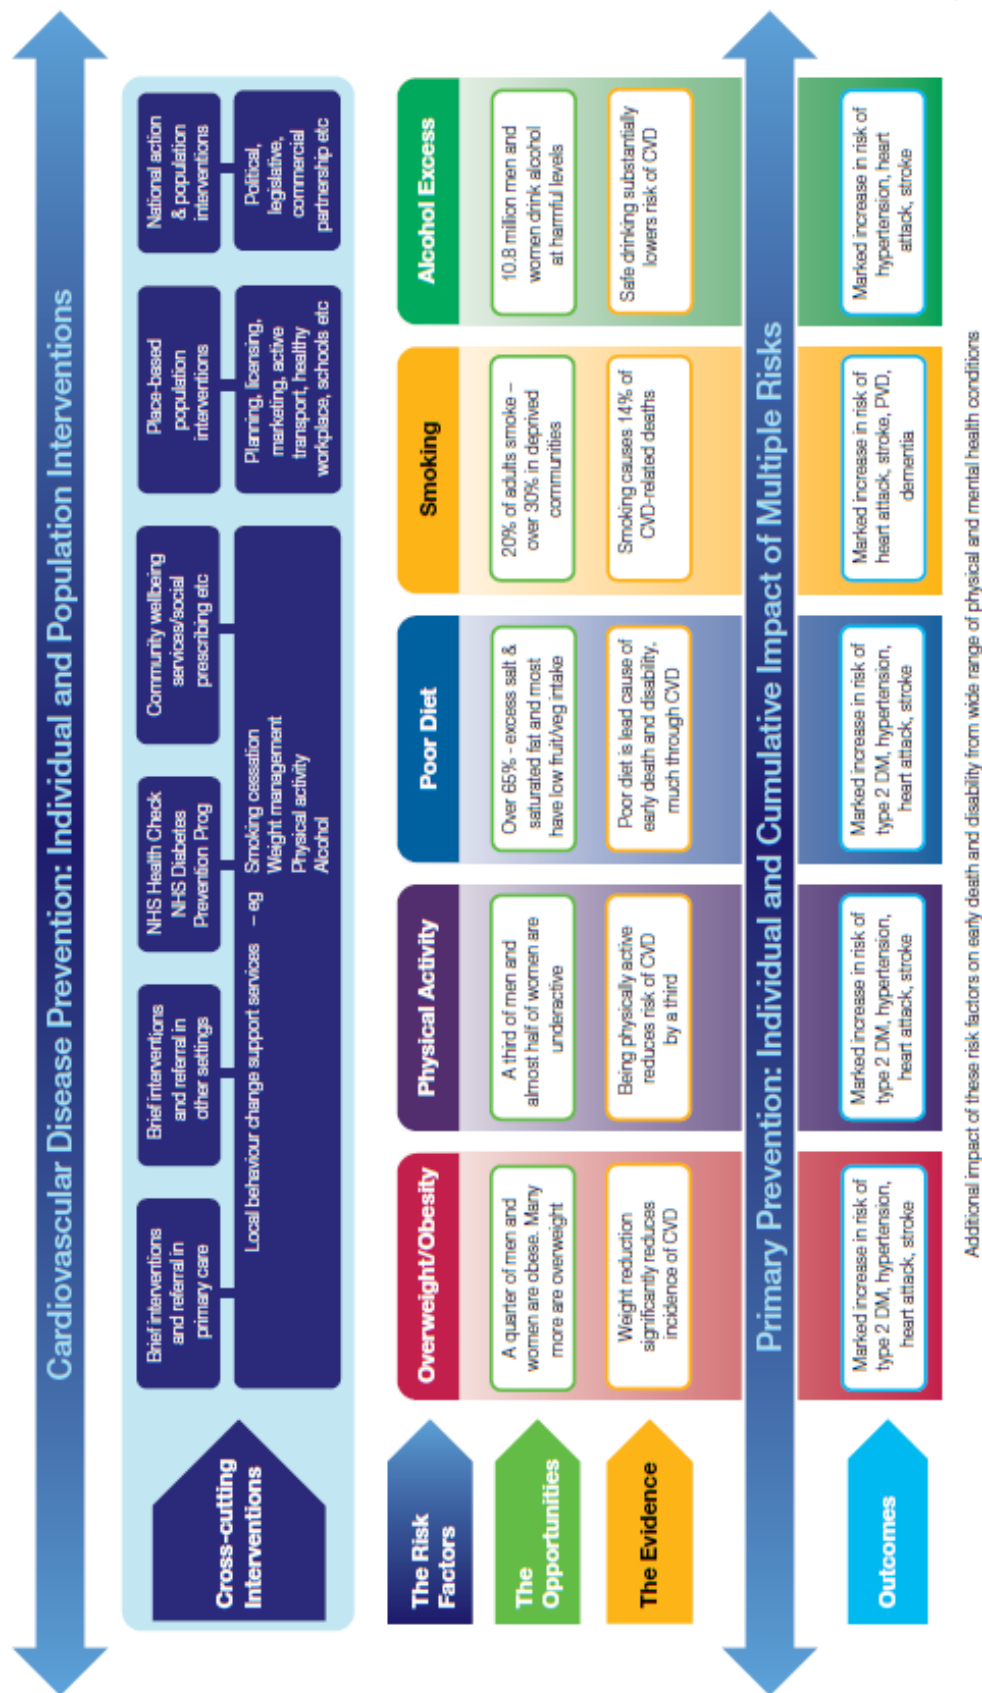 Cardiovascular Disease Prevention: Individual and Population Interventions
Cross-cutting
Interventions
Brief interventions
and referral in
primary care
Brief interventions
and referral in
other settings
NHS Health Check
NHS Diabetes
Prevention Prog
Community wellbeing
services/social
prescribing etc
Local behaviour change support services – eg Smoking cessation
Weight management
Physical activity
Alcohol
Place-based
population
interventions
Planning, licensing,
marketing, active
transport, healthy
workplace, schools etc
National action
& population
interventions
Political,
legislative,
commercial
partnership etc
The Risk
Factors
Overweight/Obesity
Physical Activity
Poor Diet
Smoking
Alcohol Excess
The
Opportunities
A quarter of men and
women are obese. Many
more are overweight
A third of men and
almost half of women are
underactive
Over 65% - excess salt &
saturated fat and most
have low fruit/veg intake
20% of adults smoke –
over 30% in deprived
communities
10.8 million men and
women drink alcohol
at harmful levels
The Evidence
Weight reduction
significantly reduces
incidence of CVD
Being physically active
reduces risk of CVD
by a third
Poor diet is lead cause of
early death and disability,
much through CVD
Smoking causes 14% of
CVD-related deaths
Safe drinking substantially
lowers risk of CVD
Primary Prevention: Individual and Cumulative Impact of Multiple Risks
Outcomes
Marked increase in risk of
type 2 DM, hypertension,
heart attack, stroke
Marked increase in risk of
type 2 DM, hypertension,
heart attack, stroke
Marked increase in risk of
type 2 DM, hypertension,
heart attack, stroke
Marked increase in risk of
heart attack, stroke, PVD,
dementia
Marked increase in risk of
hypertension, heart
attack, stroke
Additional impact of these risk factors on early death and disability from wide range of physical and mental health conditions